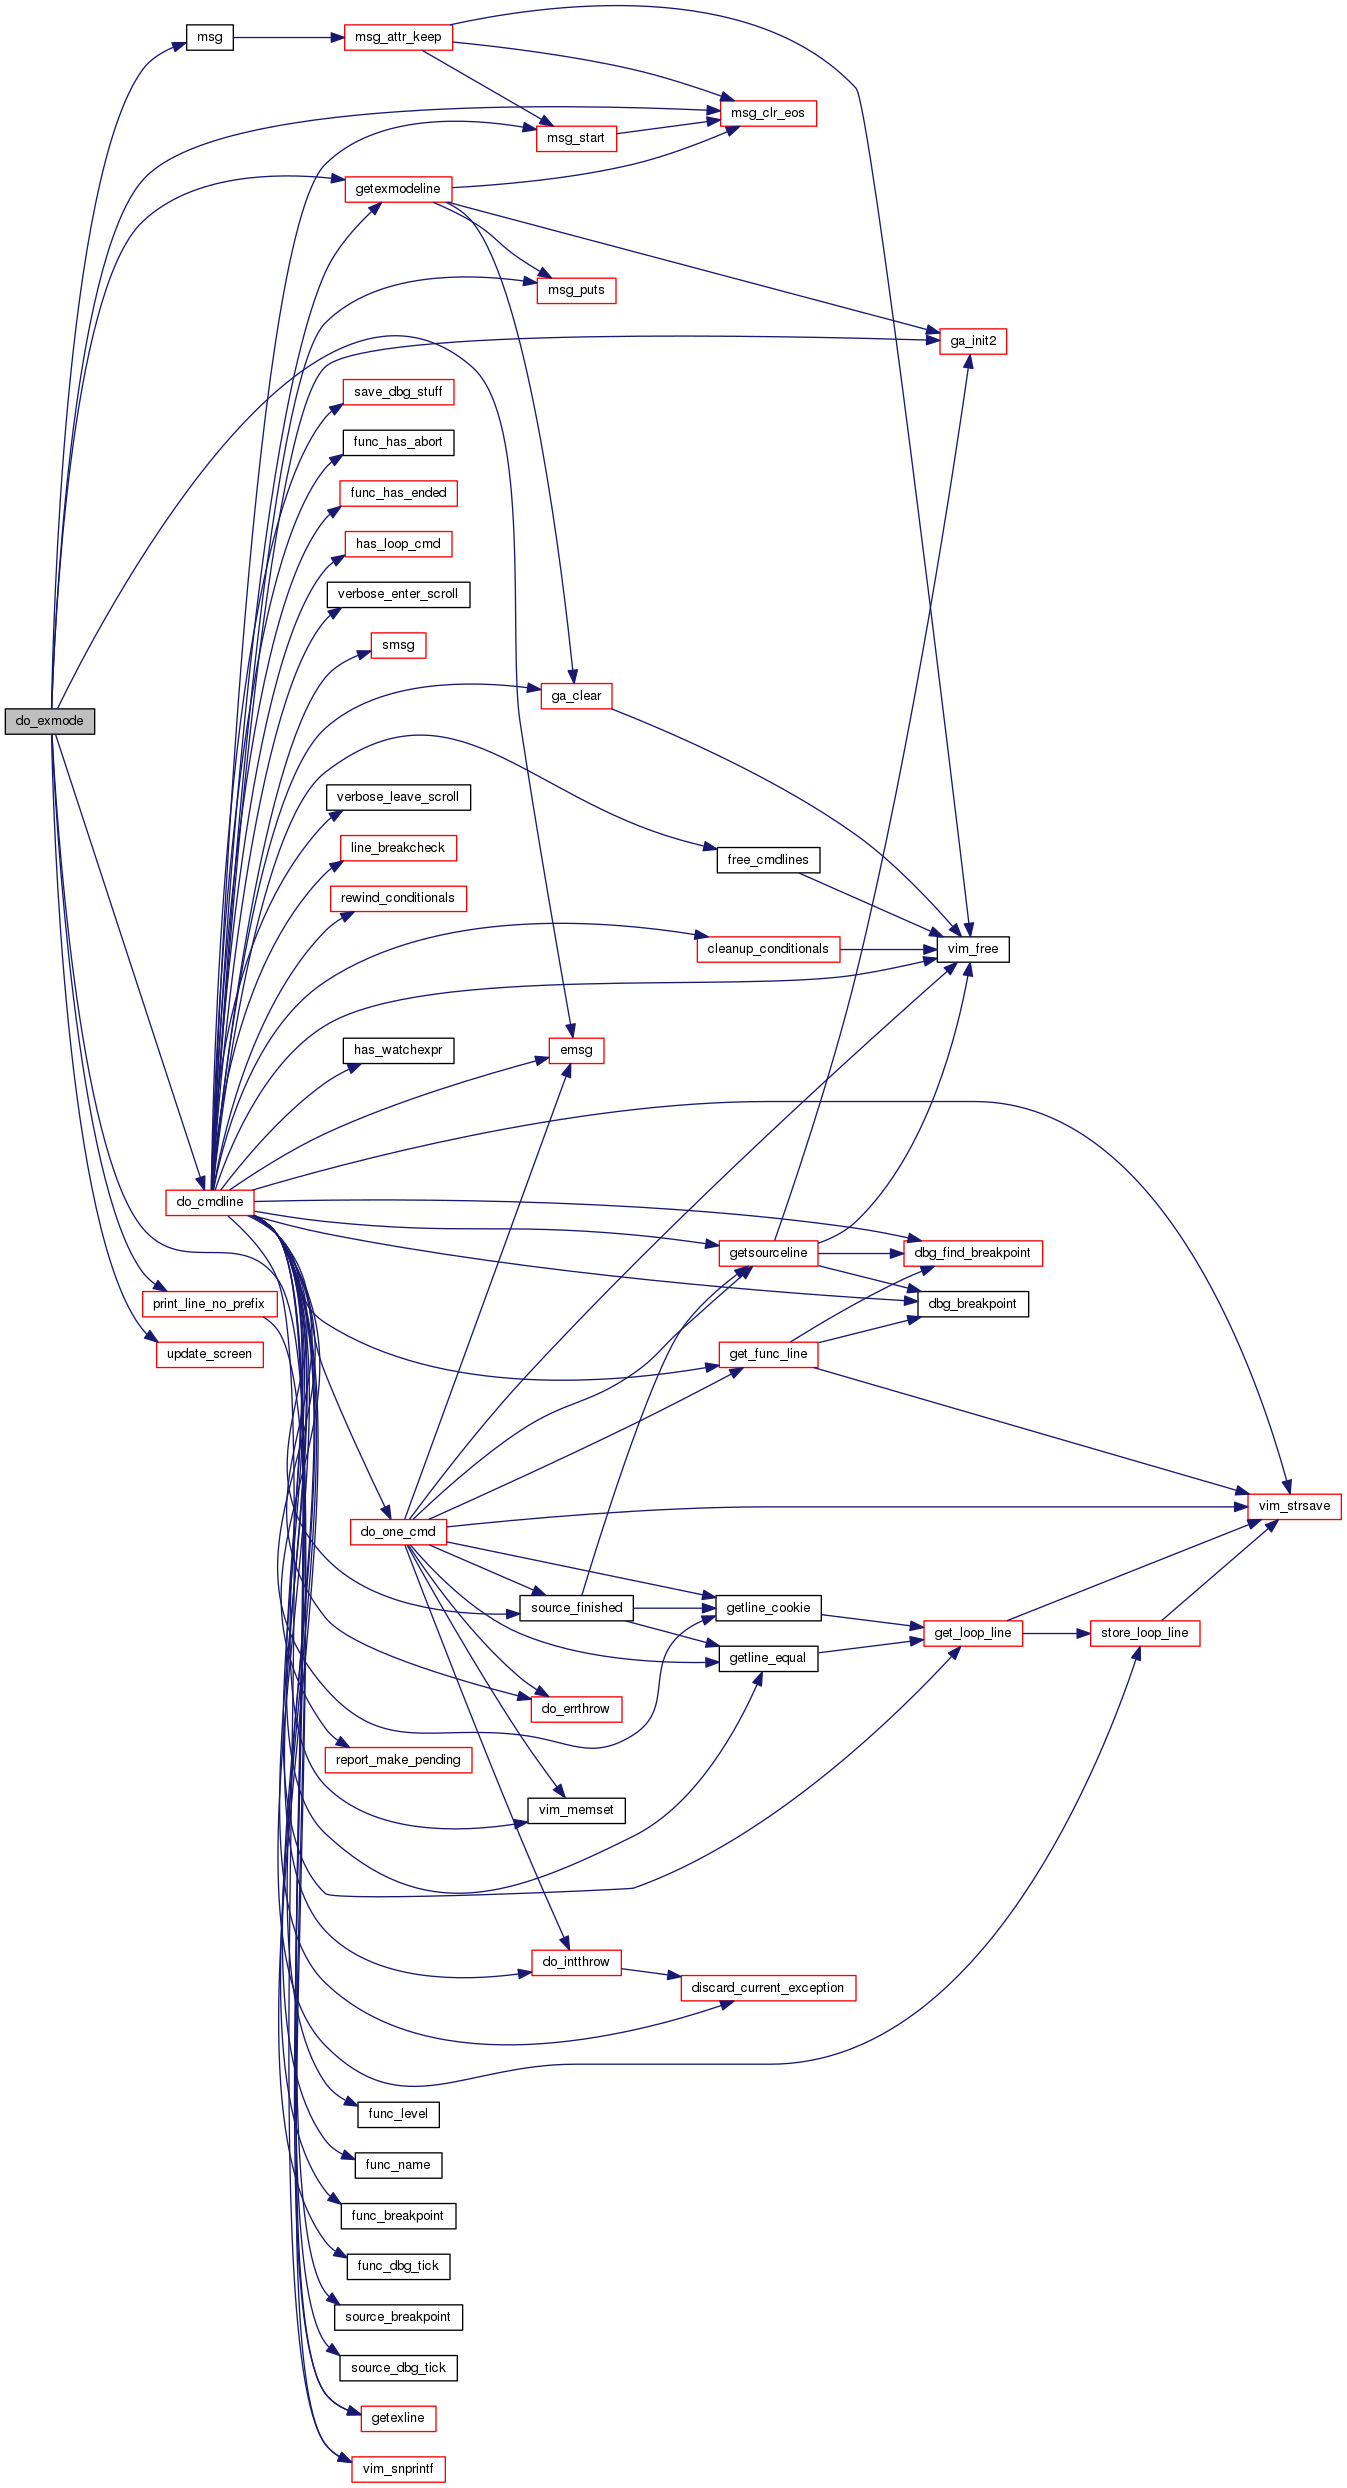 msg
msg_attr_keep
msg_clr_eos
msg_start
getexmodeline
msg_puts
ga_init2
save_dbg_stuff
func_has_abort
func_has_ended
has_loop_cmd
verbose_enter_scroll
smsg
ga_clear
do_exmode
verbose_leave_scroll
line_breakcheck
free_cmdlines
rewind_conditionals
cleanup_conditionals
vim_free
has_watchexpr
emsg
do_cmdline
getsourceline
dbg_find_breakpoint
print_line_no_prefix
dbg_breakpoint
update_screen
get_func_line
vim_strsave
do_one_cmd
source_finished
getline_cookie
get_loop_line
store_loop_line
getline_equal
do_errthrow
report_make_pending
vim_memset
do_intthrow
discard_current_exception
func_level
func_name
func_breakpoint
func_dbg_tick
source_breakpoint
source_dbg_tick
getexline
vim_snprintf